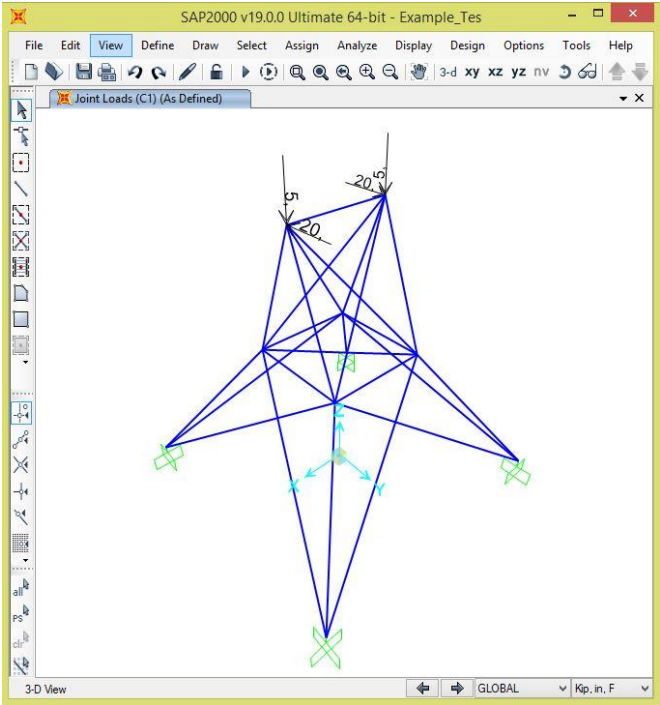 SAP2000 v19.0.0 Ultimate 64-bit - Example_Tes
File Edit View Define Draw Select Assign Analyze Display Design Options Tools Help
3-d xy xz yz nv
Joint Loads (C1) (As Defined)
20, 5,
5, 20,
Z
X Y
all
PS
clr
3-D View GLOBAL Kip, in, F